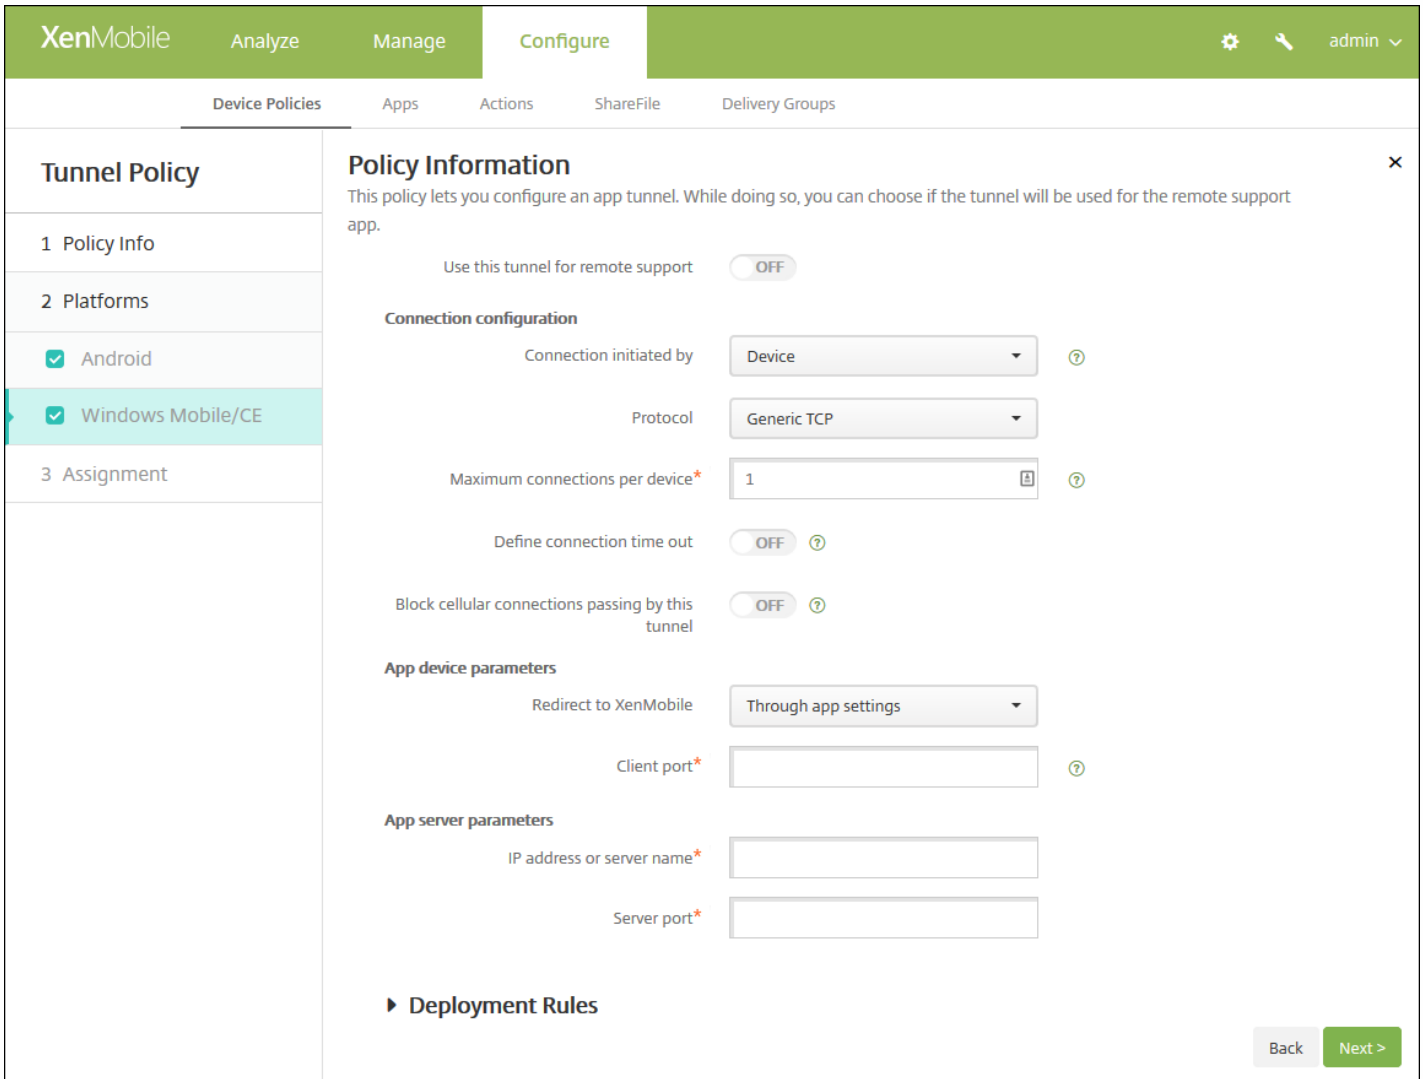 XenMobile
Analyze
Manage
Configure
admin
Device Policies
Apps
Actions
ShareFile
Delivery Groups
Tunnel Policy
1 Policy Info
2 Platforms
Android
Windows Mobile/CE
3 Assignment
Policy Information
This policy lets you configure an app tunnel. While doing so, you can choose if the tunnel will be used for the remote support
app.
Use this tunnel for remote support
OFF
Connection configuration
Connection initiated by
Device
?
Protocol
Generic TCP
Maximum connections per device*
1
?
Define connection time out
OFF
?
Block cellular connections passing by this
tunnel
OFF
?
App device parameters
Redirect to XenMobile
Through app settings
Client port*
?
App server parameters
IP address or server name*
Server port*
Deployment Rules
Back
Next >